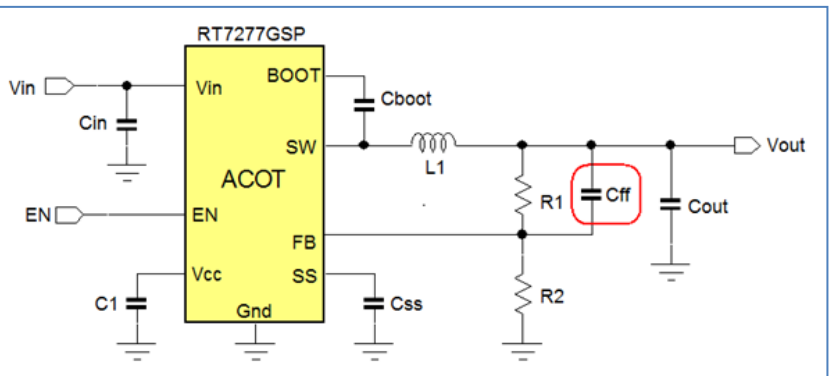 RT7277GSP
Vin
Vin
BOOT
Cboot
Cin
SW
L1
Vout
ACOT
R1
Cff
Cout
EN
EN
FB
Vcc
SS
C1
Gnd
Css
R2